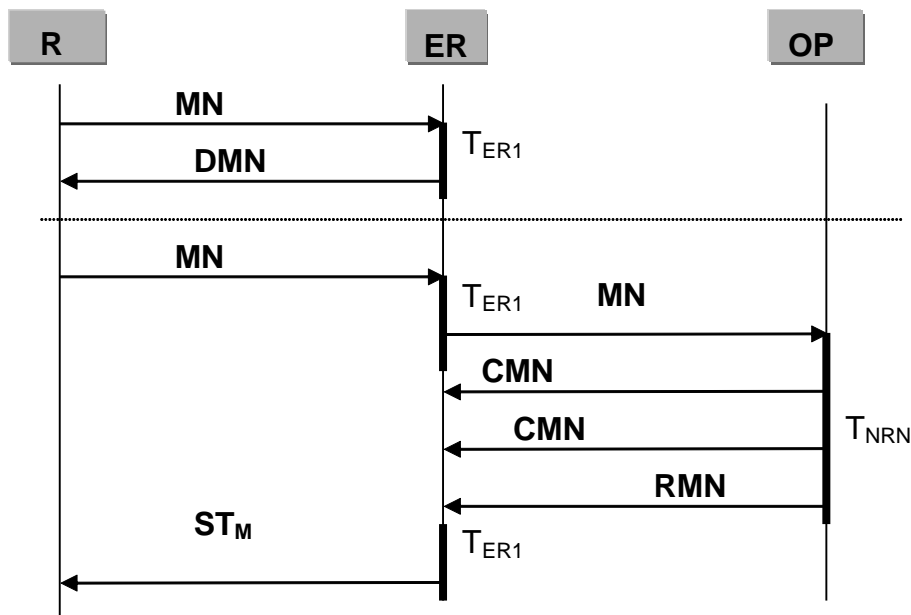 R ER OP
MN
T_ER1
DMN
MN
T_ER1
MN
CMN
CMN
T_NRN
RMN
ST_M
T_ER1